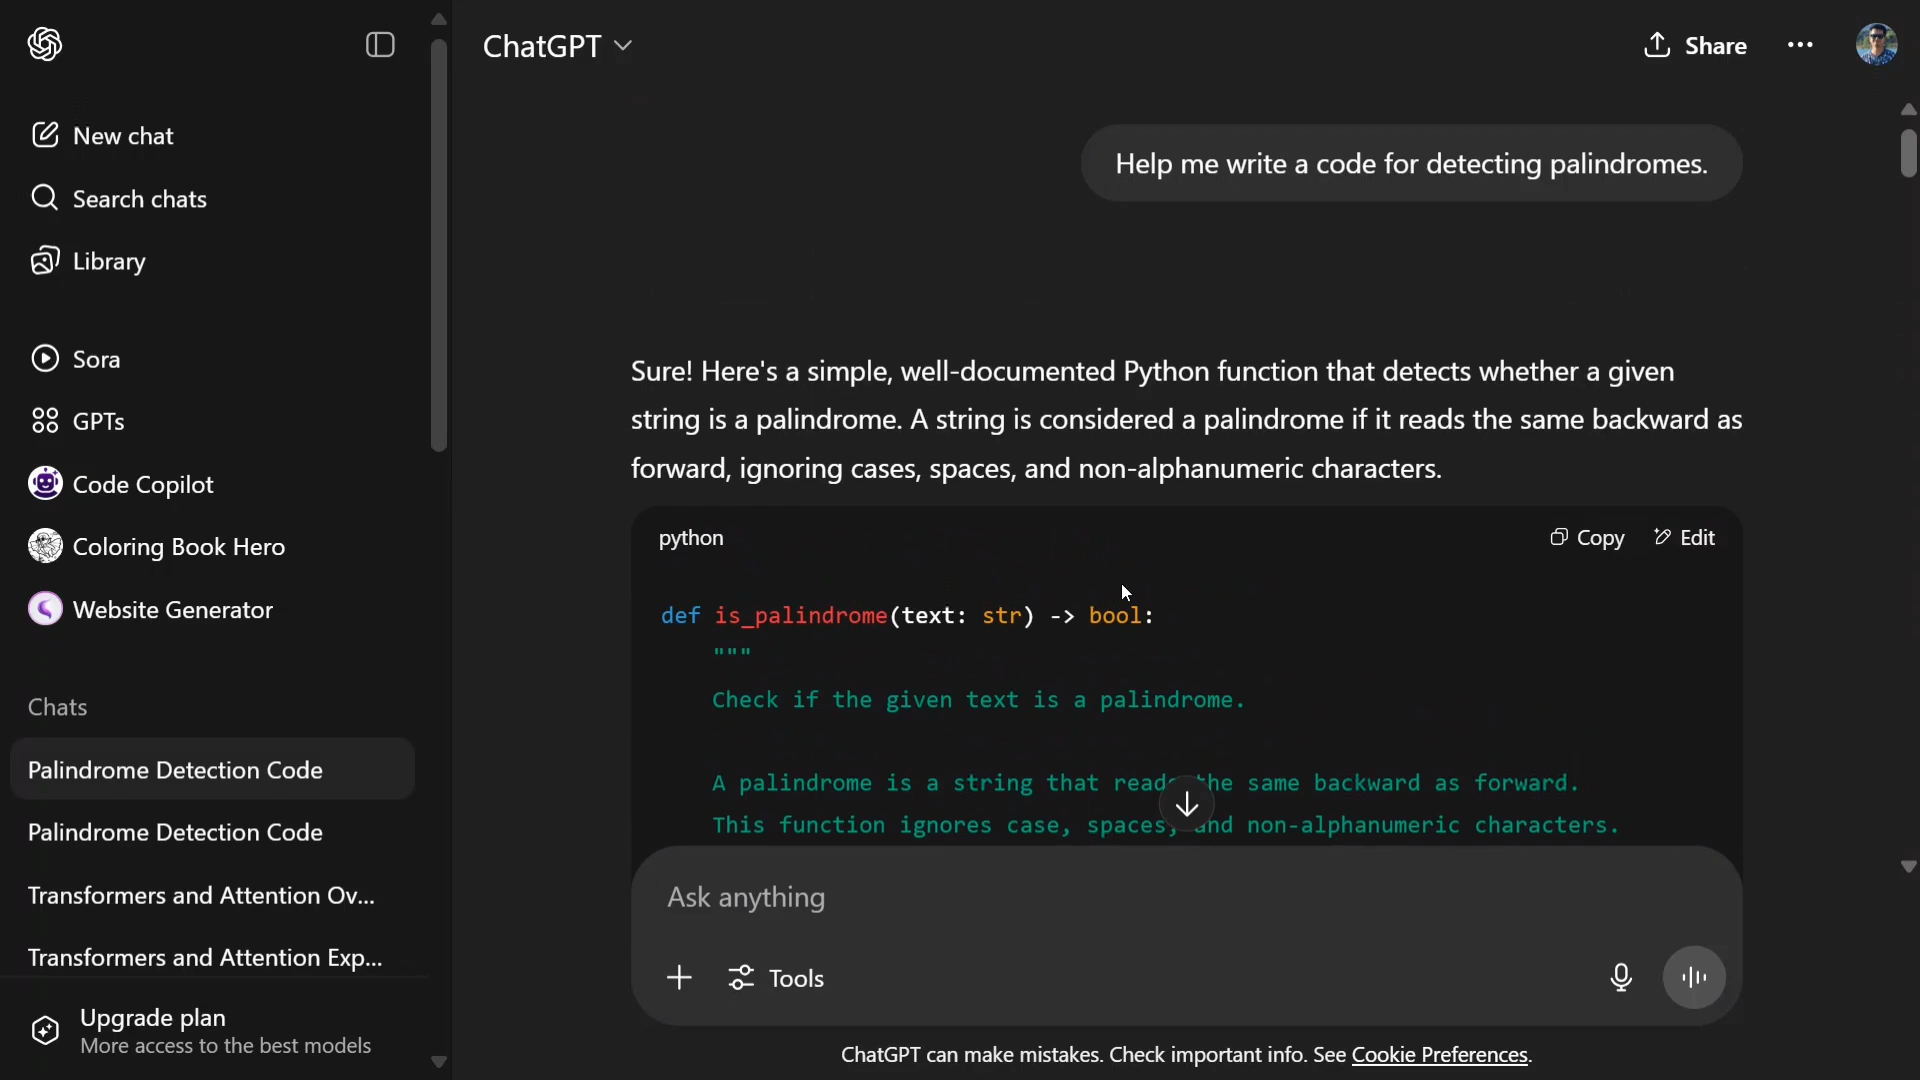 New chat
Search chats
Library
Sora
GPTs
Code Copilot
Coloring Book Hero
Website Generator
Chats
Palindrome Detection Code
Palindrome Detection Code
Transformers and Attention Ov...
Transformers and Attention Exp...
Upgrade plan
More access to the best models
ChatGPT
Share
Help me write a code for detecting palindromes.
Sure! Here's a simple, well-documented Python function that detects whether a given
string is a palindrome. A string is considered a palindrome if it reads the same backward as
forward, ignoring cases, spaces, and non-alphanumeric characters.
python
Copy
Edit
def is_palindrome(text: str) -> bool:
"""
Check if the given text is a palindrome.
A palindrome is a string that reads the same backward as forward.
This function ignores case, spaces, and non-alphanumeric characters.
Ask anything
Tools
ChatGPT can make mistakes. Check important info. See Cookie Preferences.